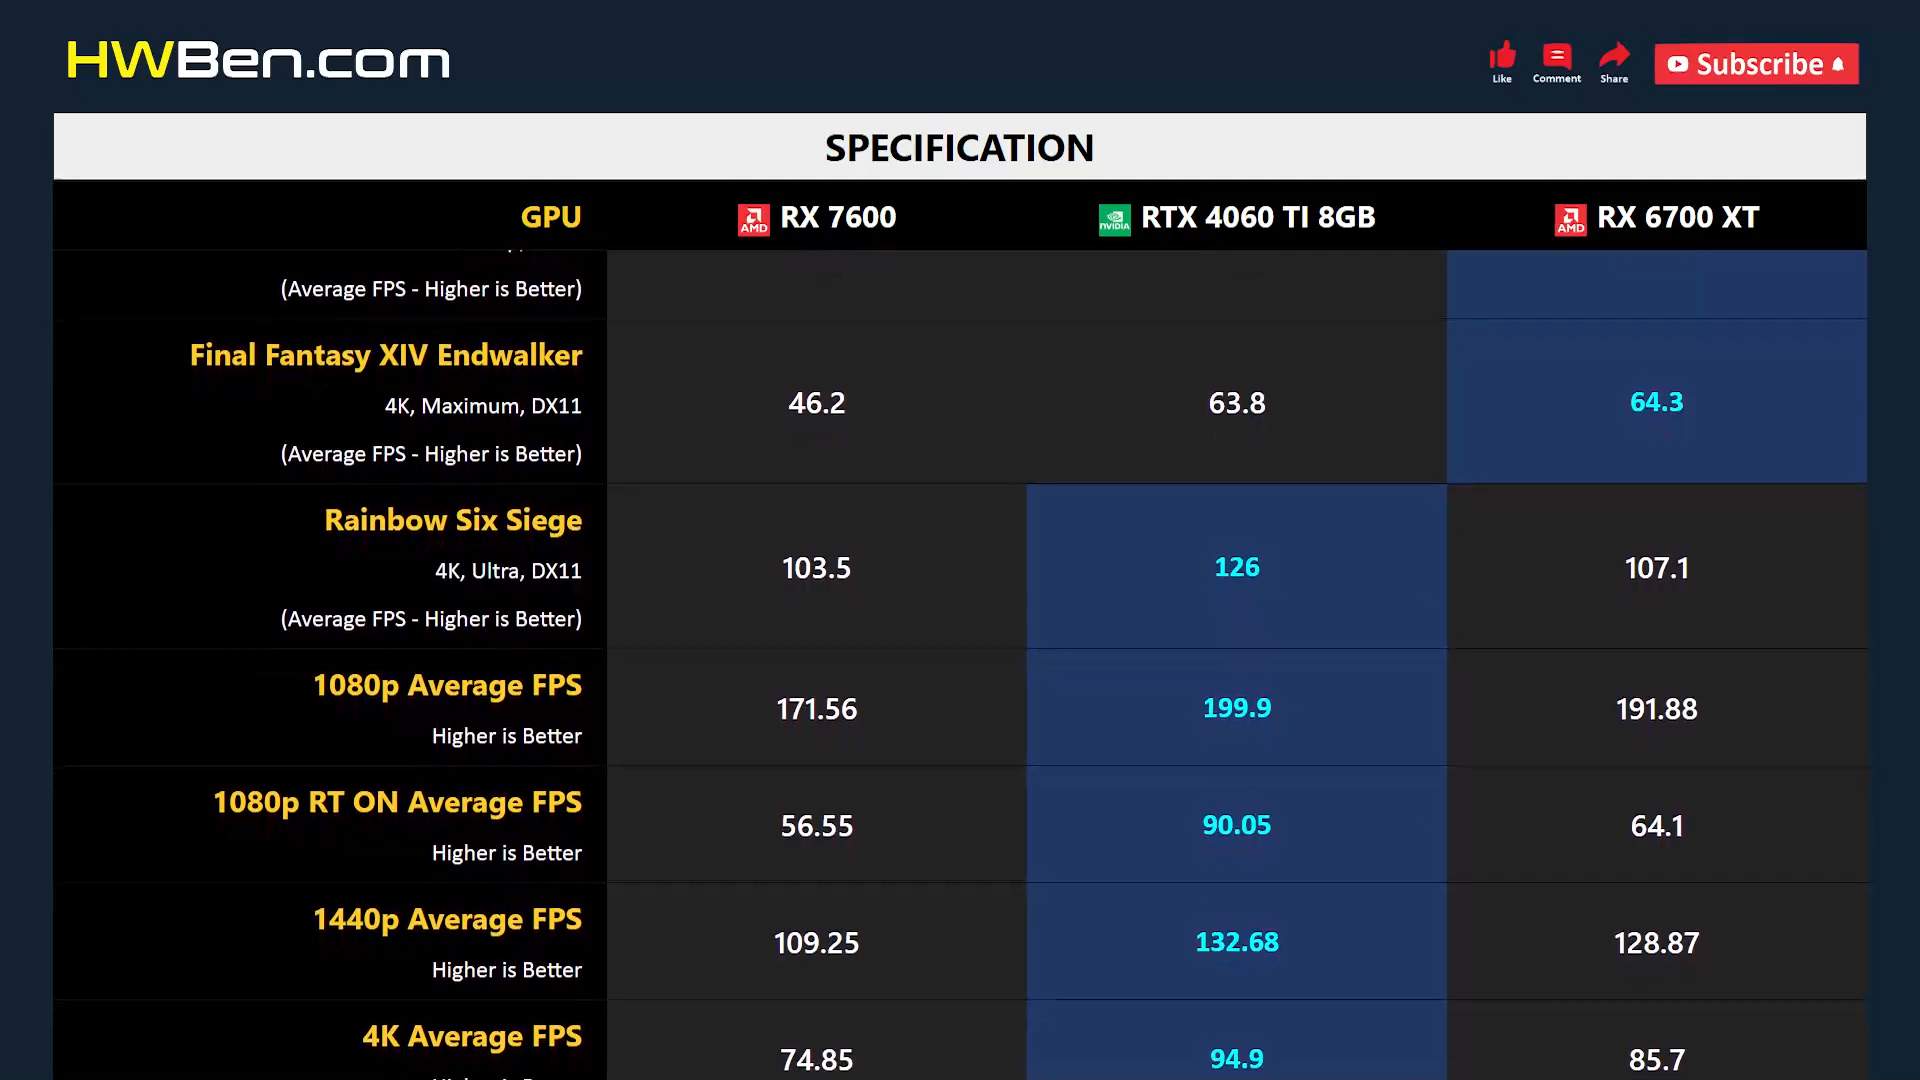 HWBen.com
Like
Comment
Share
Subscribe
SPECIFICATION
GPU
AMD RX 7600
NVIDIA RTX 4060 TI 8GB
AMD RX 6700 XT
(Average FPS - Higher is Better)
Final Fantasy XIV Endwalker
4K, Maximum, DX11
(Average FPS - Higher is Better)
46.2
63.8
64.3
Rainbow Six Siege
4K, Ultra, DX11
(Average FPS - Higher is Better)
103.5
126
107.1
1080p Average FPS
Higher is Better
171.56
199.9
191.88
1080p RT ON Average FPS
Higher is Better
56.55
90.05
64.1
1440p Average FPS
Higher is Better
109.25
132.68
128.87
4K Average FPS
74.85
94.9
85.7